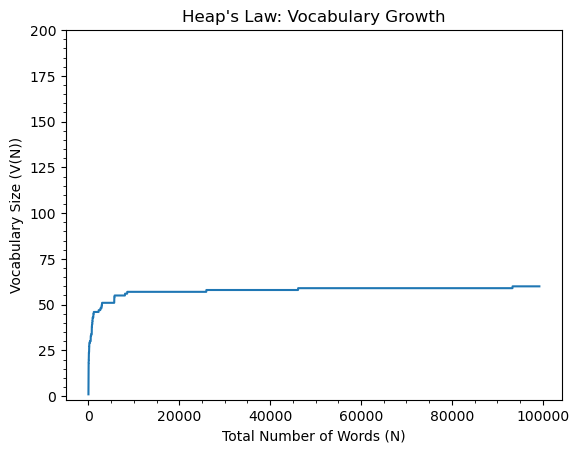 Heap's Law: Vocabulary Growth
Vocabulary Size (V(N))
200
175
150
125
100
75
50
25
0
0 20000 40000 60000 80000 100000
Total Number of Words (N)